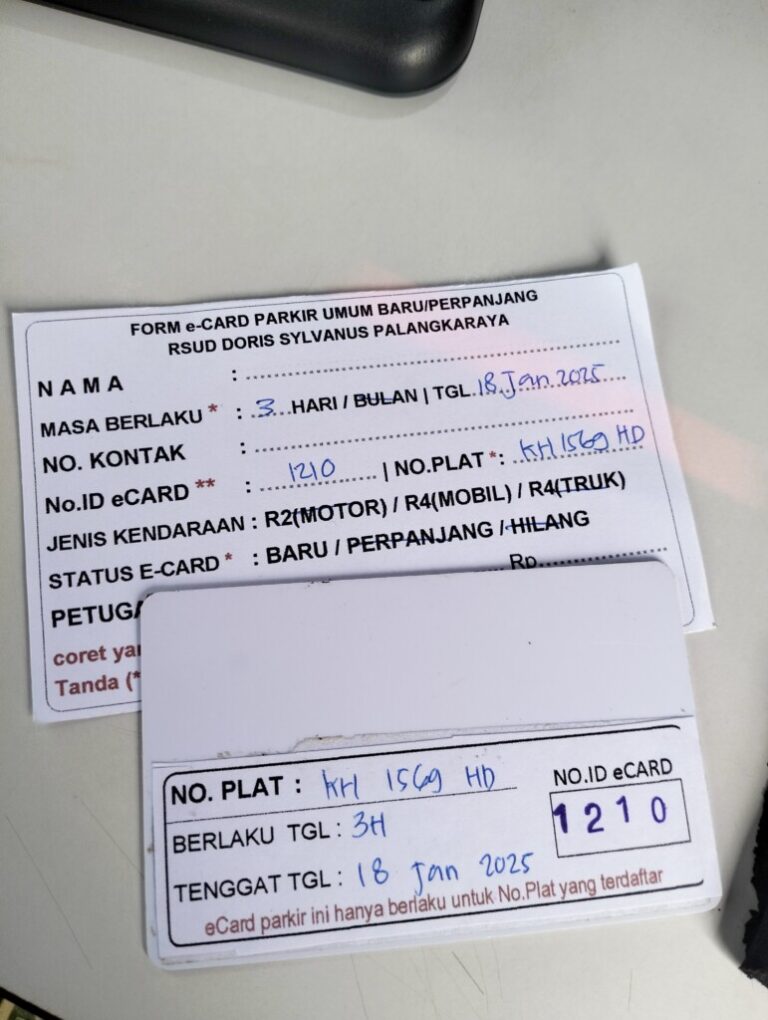 FORM e-CARD PARKIR UMUM BARU/PERPANJANG
RSUD DORIS SYLVANUS PALANGKARAYA
NAMA :
MASA BERLAKU * : 3 HARI / BULAN | TGL 18 Jan 2025
NO. KONTAK :
No.ID eCARD ** : 1210 | NO.PLAT *: KH 1569 HD
JENIS KENDARAAN : R2(MOTOR) / R4(MOBIL) / R4(TRUK)
STATUS E-CARD * : BARU / PERPANJANG / HILANG
Rp
coret
Tanda (*
NO. PLAT : KH 1569 HD
NO.ID eCARD
1210
BERLAKU TGL : 3H
TENGGAT TGL : 18 Jan 2025
eCard parkir ini hanya berlaku untuk No.Plat yang terdaftar